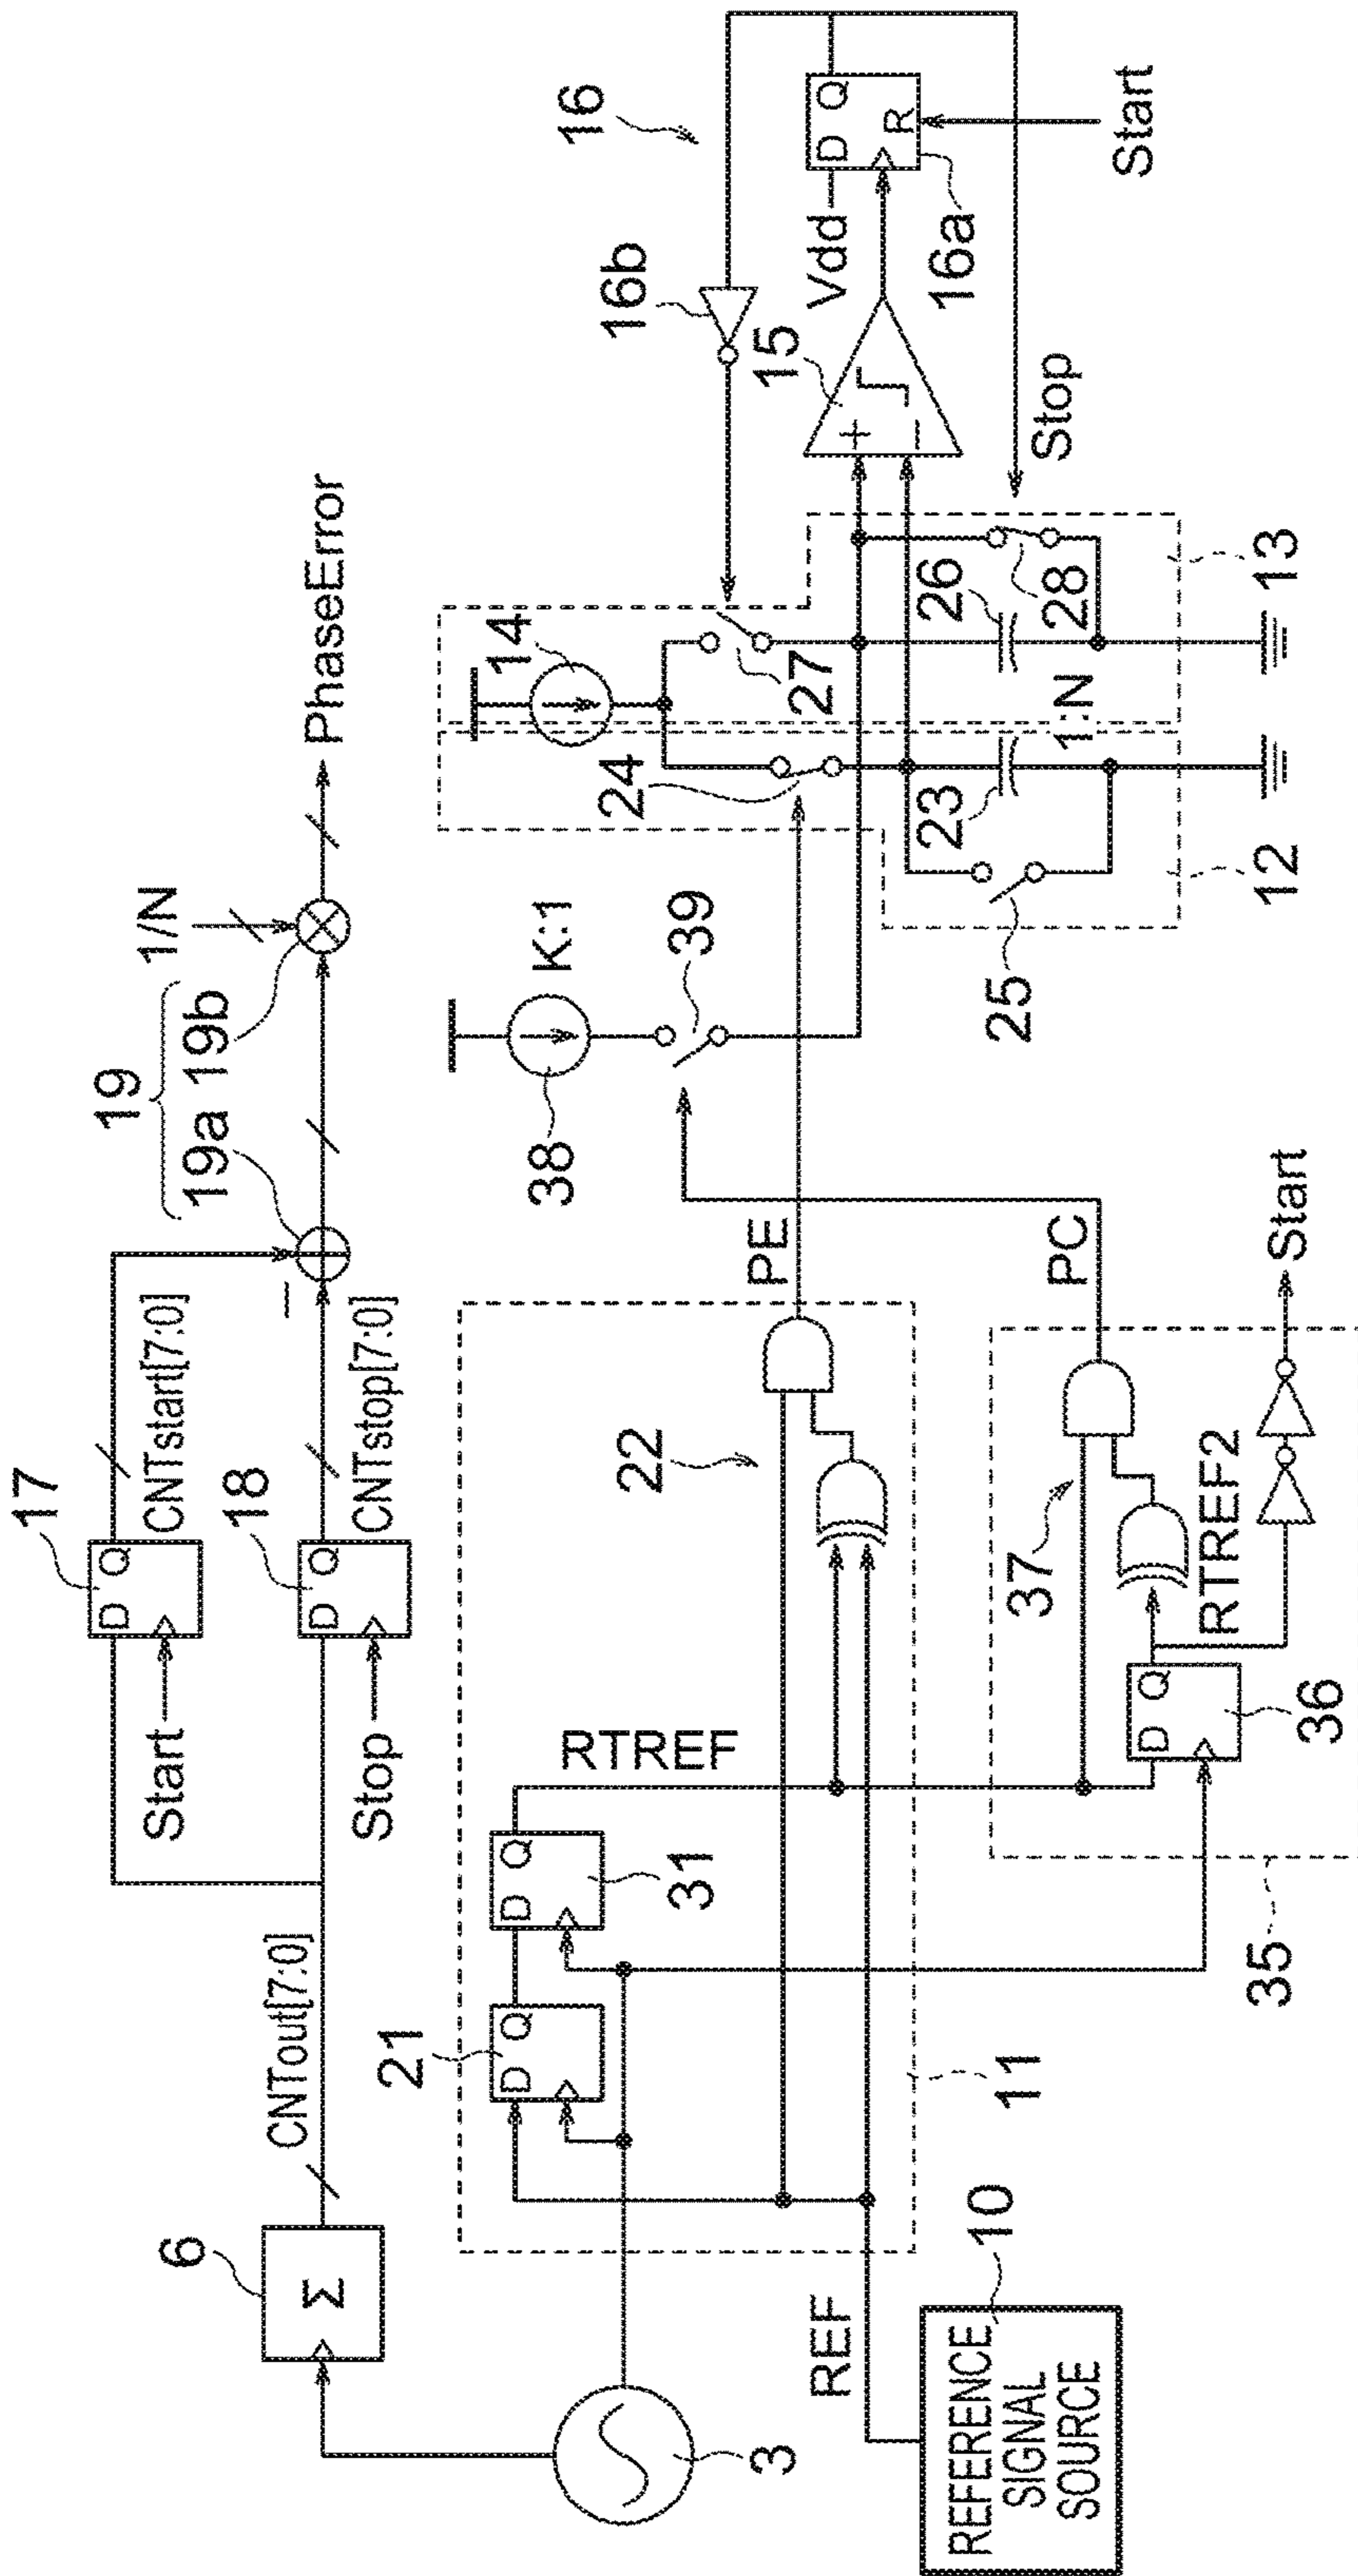 6
Σ
CNTout[7:0]
17
D
Q
Start
CNTstart[7:0]
18
D
Q
Stop
CNTstop[7:0]
19
19a
19b
−
1/N
PhaseError
3
REFERENCE
SIGNAL
SOURCE
10
REF
11
21
D
Q
31
D
Q
RTREF
22
PE
35
36
D
Q
37
RTREF2
PC
Start
38
K:1
39
14
24
27
25
23
1:N
26
28
12
13
15
+
−
16
16b
Vdd
D
Q
R
16a
Stop
Start